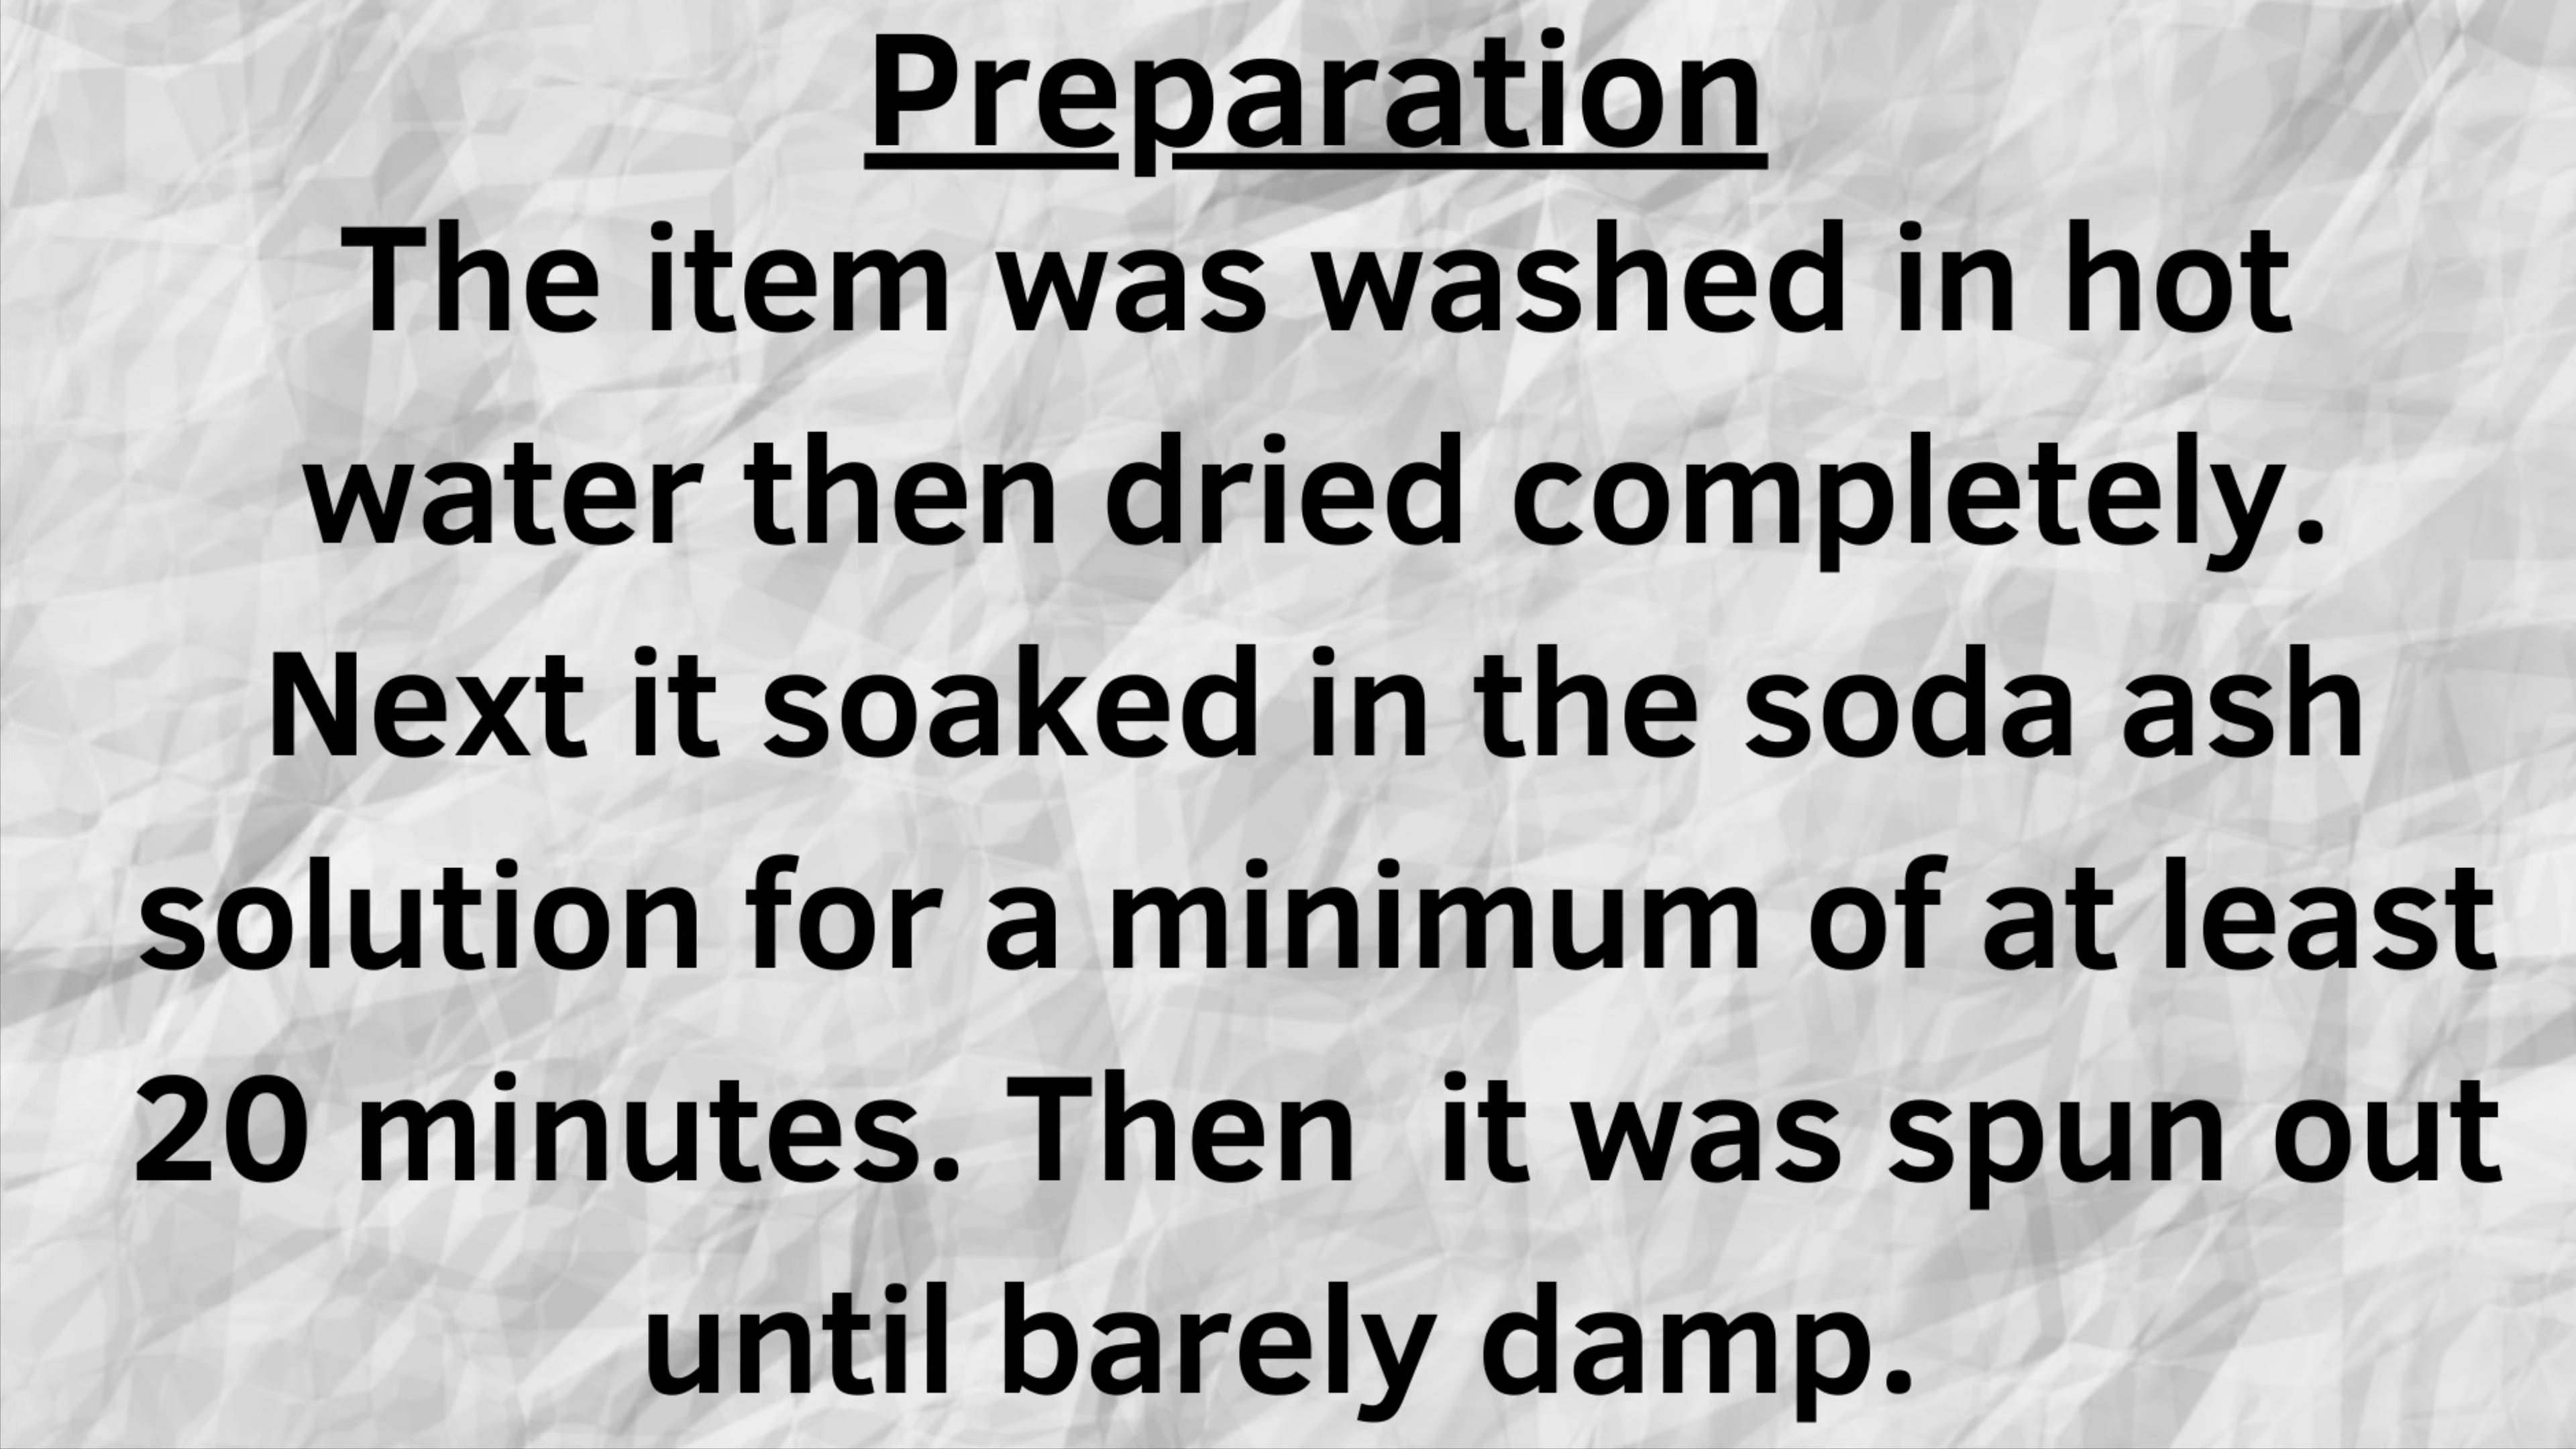 Preparation
The item was washed in hot
water then dried completely.
Next it soaked in the soda ash
solution for a minimum of at least
20 minutes. Then  it was spun out
until barely damp.